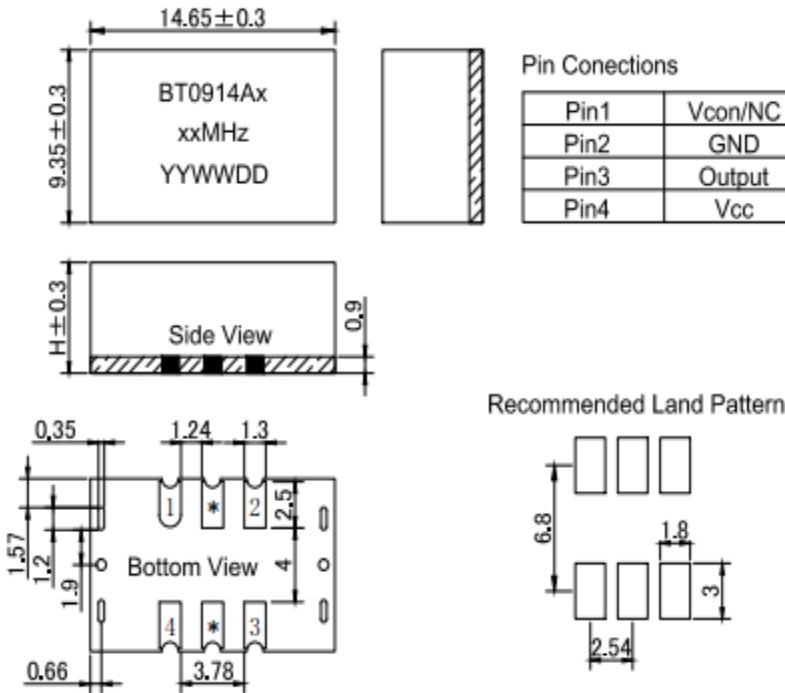 14.65±0.3
9.35±0.3
BT0914Ax
xxMHz
YYWWDD
Pin Conections
Pin1 Vcon/NC
Pin2 GND
Pin3 Output
Pin4 Vcc
H±0.3
Side View
0.9
0.35
1.24
1.3
1 * 2
2.5
1.57
1.2
1.9
Bottom View
4
4 * 3
0.66
3.78
Recommended Land Pattern
6.8
1.8
3
2.54